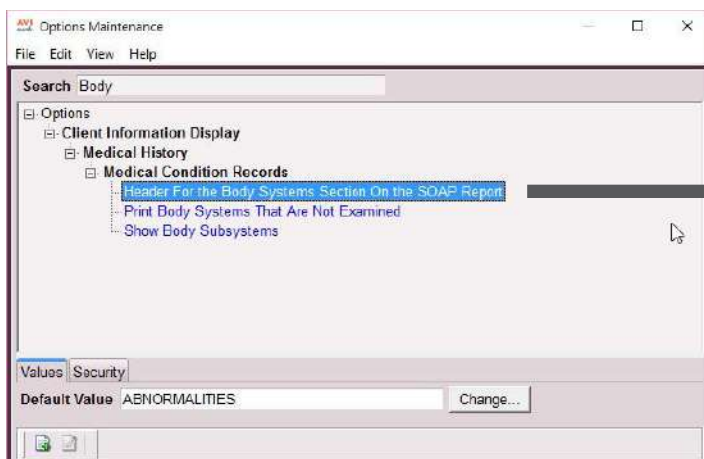 AVI Options Maintenance
File Edit View Help
Search Body
Options
Client Information Display
Medical History
Medical Condition Records
Header For the Body Systems Section On the SOAP Report
Print Body Systems That Are Not Examined
Show Body Subsystems
Values Security
Default Value ABNORMALITIES Change...